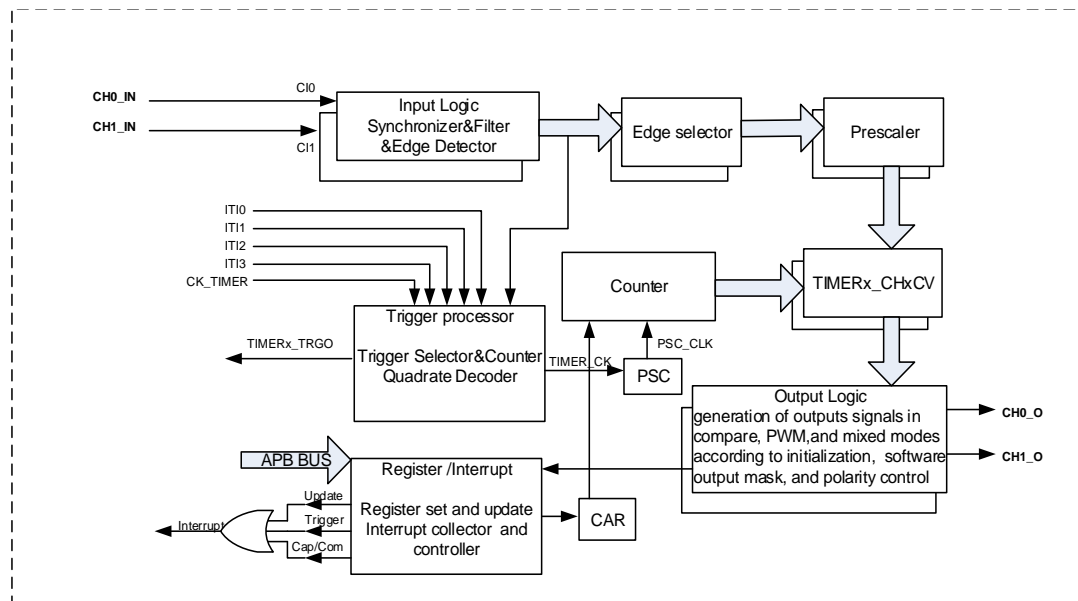 CH0_IN
CI0
CH1_IN
CI1
Input Logic
Synchronizer&Filter
&Edge Detector
Edge selector
Prescaler
ITI0
ITI1
ITI2
ITI3
CK_TIMER
Counter
TIMERx_CHxCV
Trigger processor
Trigger Selector&Counter
Quadrate Decoder
TIMERx_TRGO
TIMER_CK
PSC_CLK
PSC
Output Logic
generation of outputs signals in
compare, PWM,and mixed modes
according to initialization, software
output mask, and polarity control
CH0_O
CH1_O
APB BUS
Register /Interrupt
Register set and update
Interrupt collector and
controller
CAR
Update
Trigger
Cap/Com
Interrupt